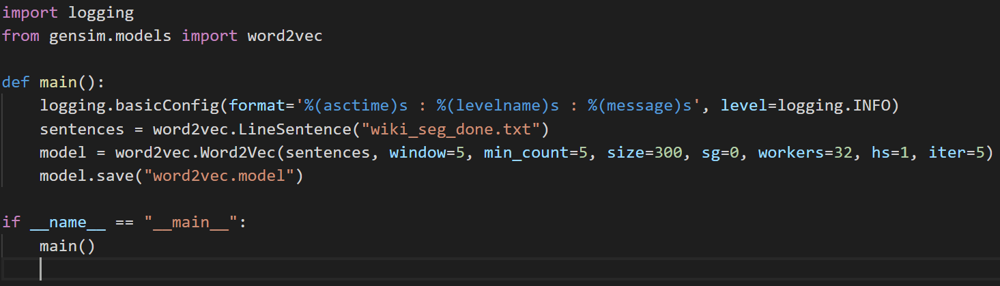 import logging
from gensim.models import word2vec
def main():
    logging.basicConfig(format='%(asctime)s : %(levelname)s : %(message)s', level=logging.INFO)
    sentences = word2vec.LineSentence("wiki_seg_done.txt")
    model = word2vec.Word2Vec(sentences, window=5, min_count=5, size=300, sg=0, workers=32, hs=1, iter=5)
    model.save("word2vec.model")
if __name__ == "__main__":
    main()